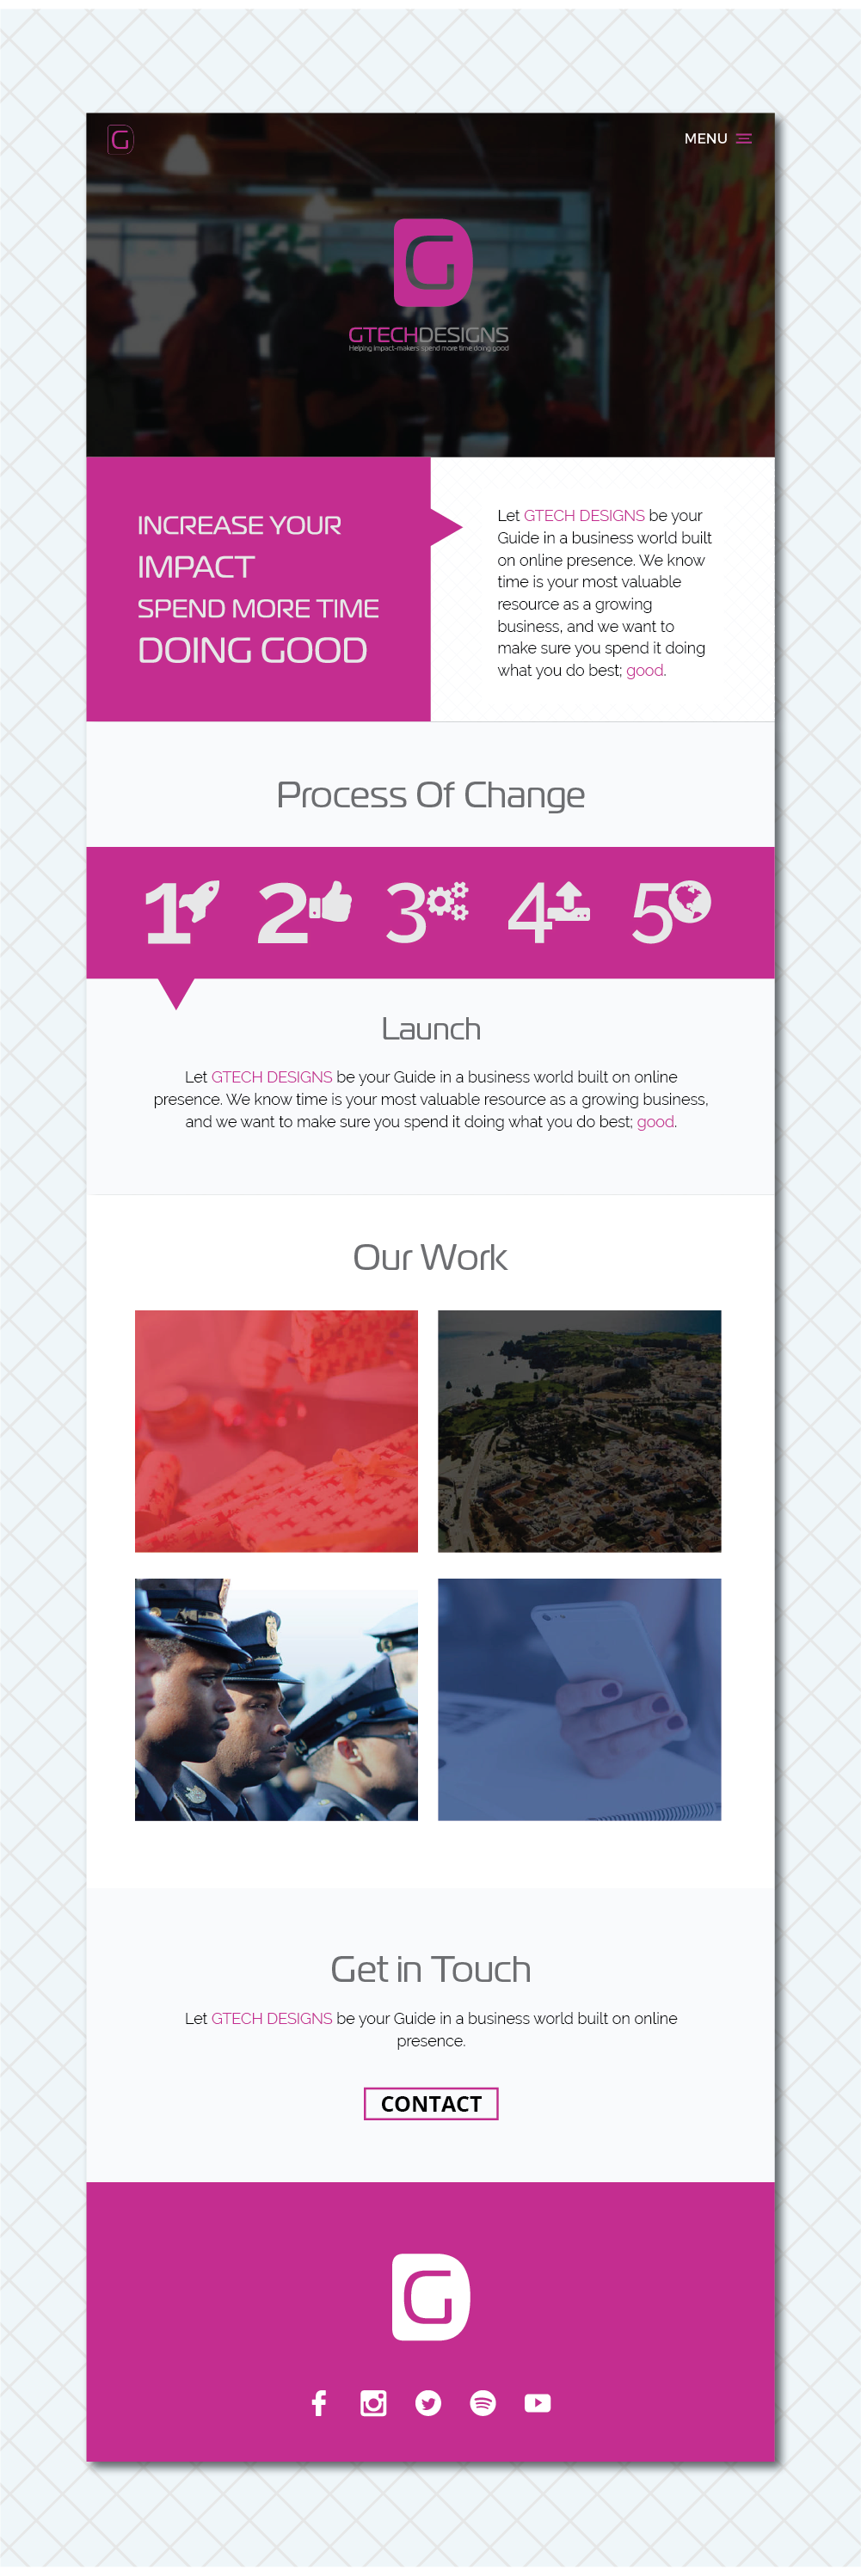 G
MENU
G
GTECHDESIGNS
Helping impact-makers spend more time doing good
INCREASE YOUR
IMPACT
SPEND MORE TIME
DOING GOOD
Let GTECH DESIGNS be your
Guide in a business world built
on online presence. We know
time is your most valuable
resource as a growing
business, and we want to
make sure you spend it doing
what you do best; good.
Process Of Change
1 2 3 4 5
Launch
Let GTECH DESIGNS be your Guide in a business world built on online
presence. We know time is your most valuable resource as a growing business,
and we want to make sure you spend it doing what you do best; good.
Our Work
Get in Touch
Let GTECH DESIGNS be your Guide in a business world built on online
presence.
CONTACT
G